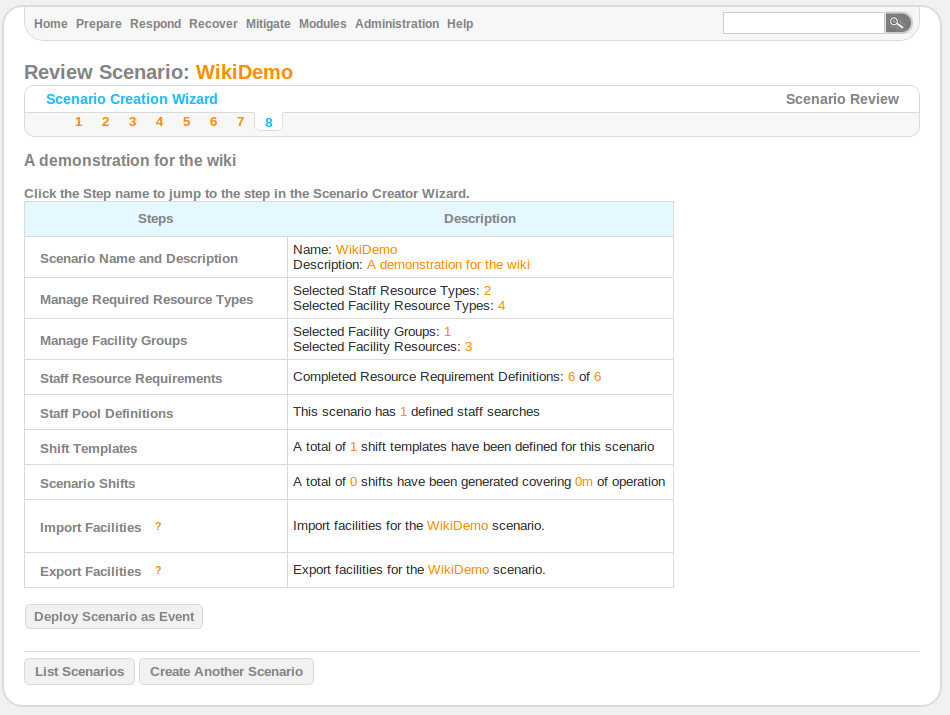 Home Prepare Respond Recover Mitigate Modules Administration Help
Review Scenario: WikiDemo
Scenario Creation Wizard Scenario Review
1 2 3 4 5 6 7 8
A demonstration for the wiki
Click the Step name to jump to the step in the Scenario Creator Wizard.
Steps Description
Scenario Name and Description
Name: WikiDemo
Description: A demonstration for the wiki
Manage Required Resource Types
Selected Staff Resource Types: 2
Selected Facility Resource Types: 4
Manage Facility Groups
Selected Facility Groups: 1
Selected Facility Resources: 3
Staff Resource Requirements Completed Resource Requirement Definitions: 6 of 6
Staff Pool Definitions This scenario has 1 defined staff searches
Shift Templates A total of 1 shift templates have been defined for this scenario
Scenario Shifts A total of 0 shifts have been generated covering 0m of operation
Import Facilities ? Import facilities for the WikiDemo scenario.
Export Facilities ? Export facilities for the WikiDemo scenario.
Deploy Scenario as Event
List Scenarios Create Another Scenario